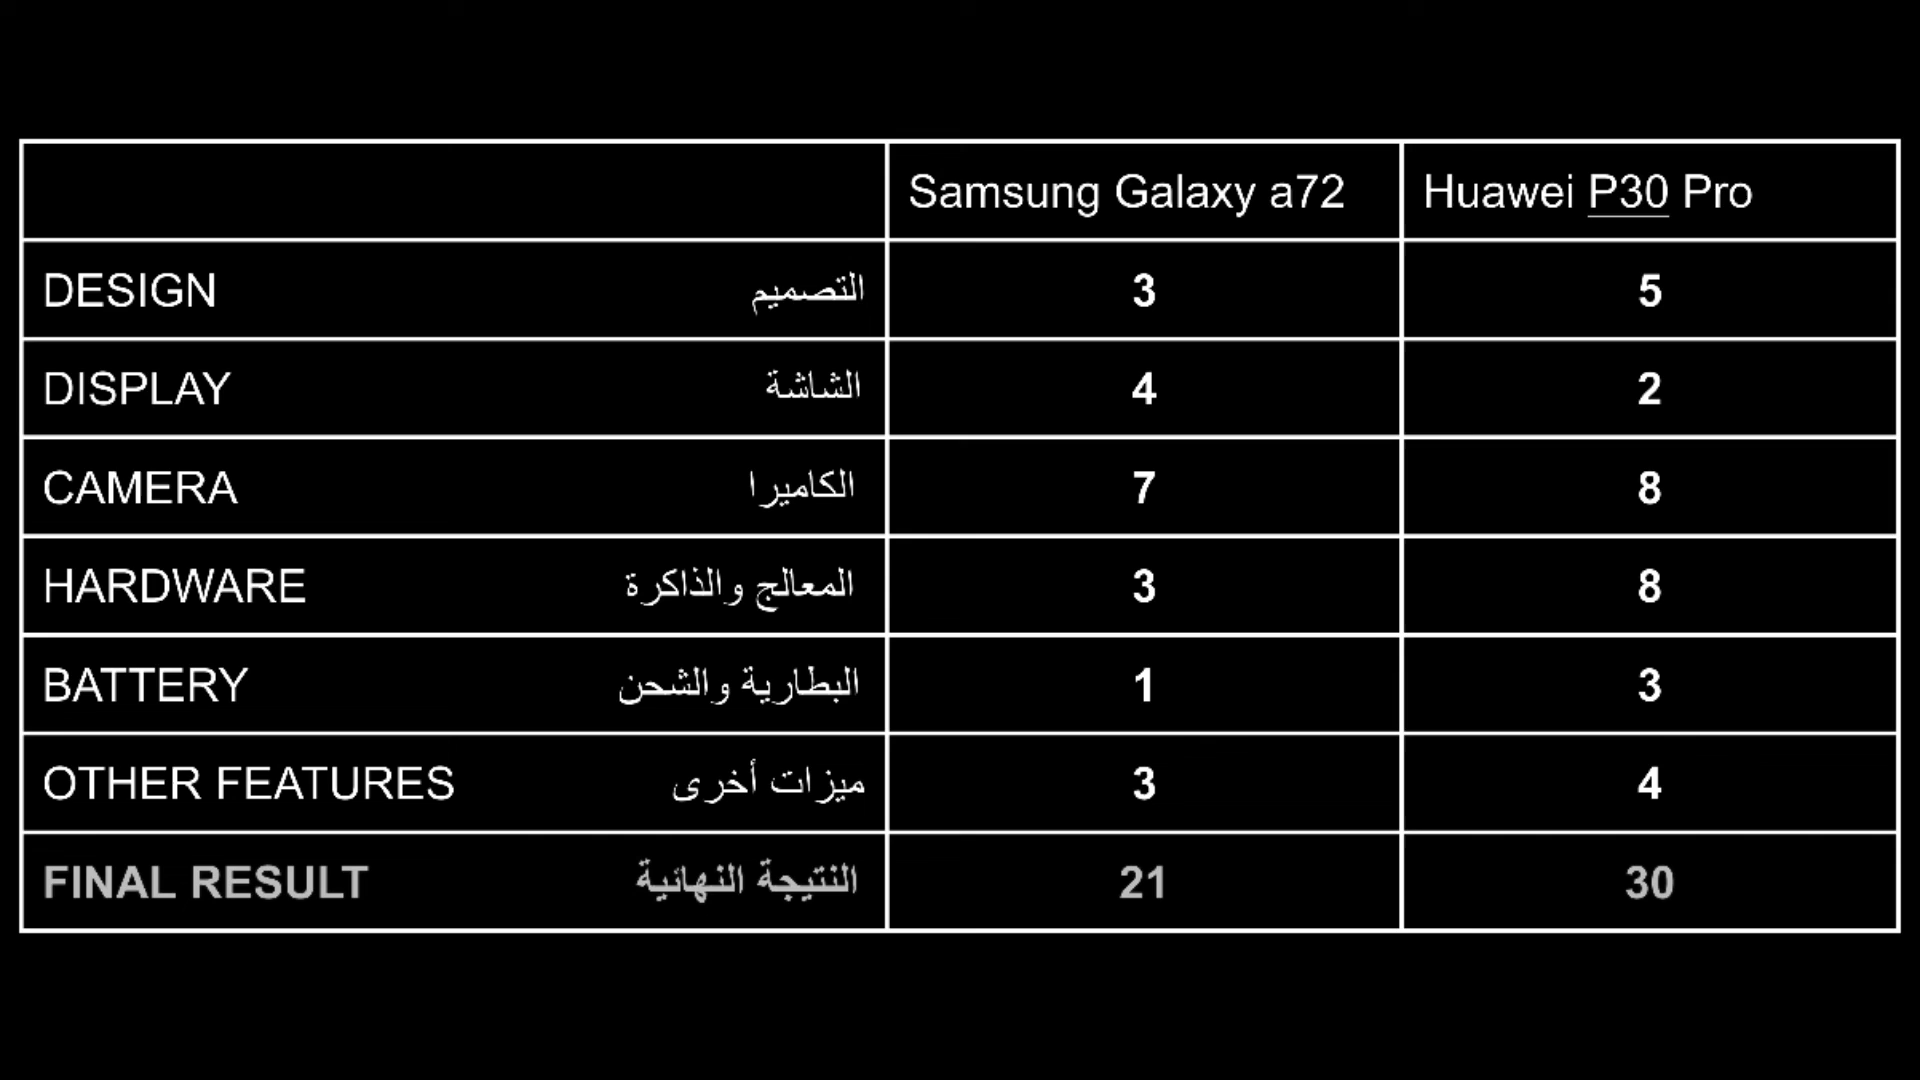 Samsung Galaxy a72 Huawei P30 Pro
DESIGN التصميم 3 5
DISPLAY الشاشة 4 2
CAMERA الكاميرا 7 8
HARDWARE المعالج والذاكرة 3 8
BATTERY البطارية والشحن 1 3
OTHER FEATURES ميزات أخرى 3 4
FINAL RESULT النتيجة النهائية 21 30